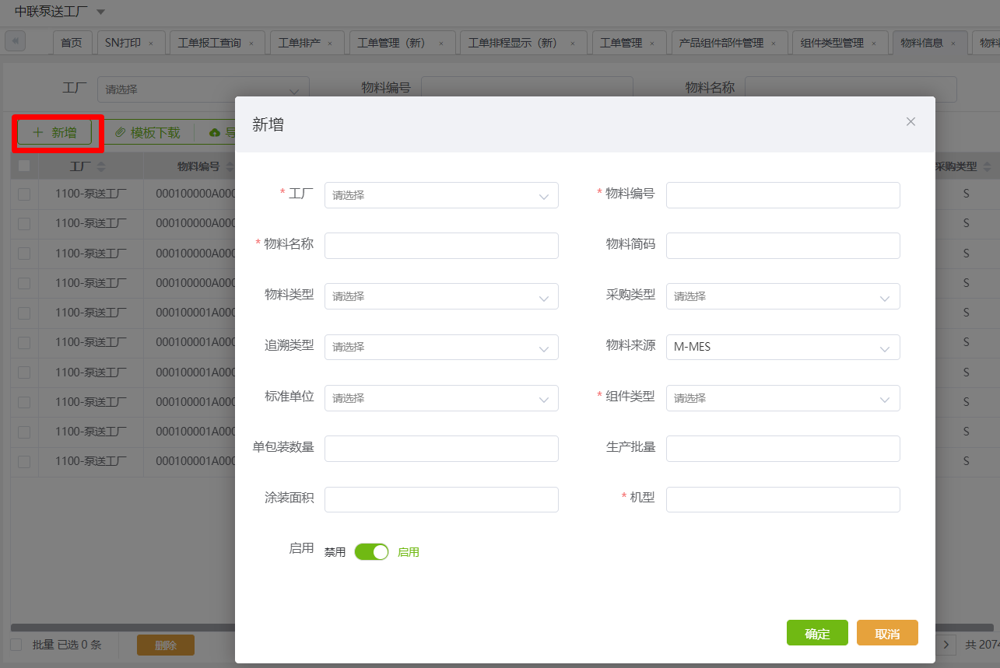 中联泵送工厂
首页 SN打印 × 工单报工查询 × 工单排产 × 工单管理（新） × 工单排程显示（新） × 工单管理 × 产品组件部件管理 × 组件类型管理 × 物料信息 × 物料
工厂 请选择 物料编号 物料名称
新增 模板下载
新增
工厂 物料编号 采购类型
1100-泵送工厂 000100000A000 S
1100-泵送工厂 000100000A000 S
1100-泵送工厂 000100000A000 S
1100-泵送工厂 000100000A000 S
1100-泵送工厂 000100001A000 S
1100-泵送工厂 000100001A000 S
1100-泵送工厂 000100001A000 S
1100-泵送工厂 000100001A000 S
1100-泵送工厂 000100001A000 S
1100-泵送工厂 000100001A000 S
* 工厂 请选择 * 物料编号
* 物料名称 物料简码
物料类型 请选择 采购类型 请选择
追溯类型 请选择 物料来源 M-MES
标准单位 请选择 * 组件类型 请选择
单包装数量 生产批量
涂装面积 * 机型
启用 禁用 启用
确定 取消
批量 已选 0 条 删除 共 2074